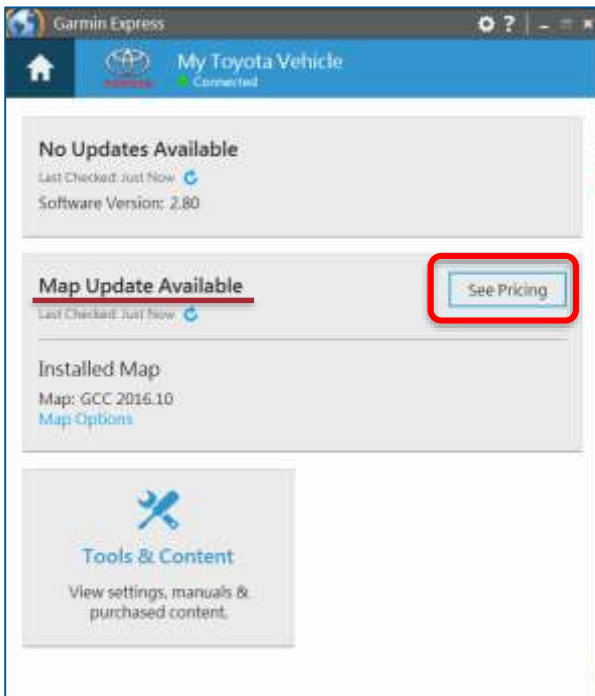 Garmin Express
?
My Toyota Vehicle
TOYOTA
Connected
No Updates Available
Last Checked: Just Now
Software Version: 2.80
Map Update Available
See Pricing
Last Checked: Just Now
Installed Map
Map: GCC 2016.10
Map Options
Tools & Content
View settings, manuals &
purchased content.